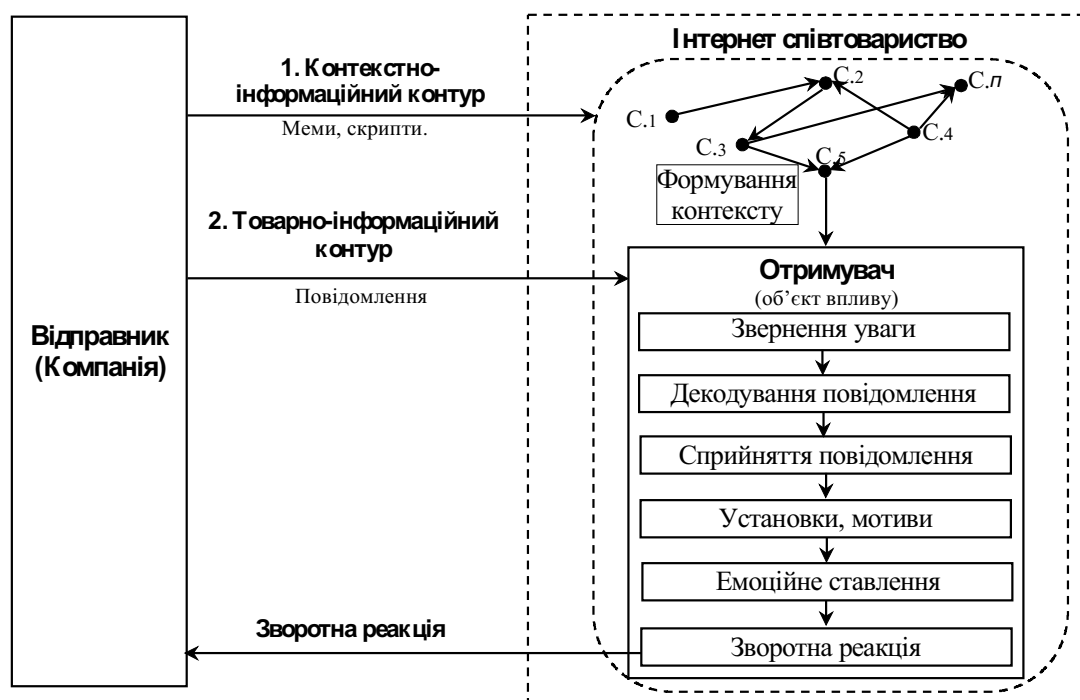 Інтернет співтовариство
1. Контекстно-
інформаційний контур
Меми, скрипти.
С.1
С.2
С.3
С.4
С.5
С.п
Формування
контексту
2. Товарно-інформаційний
контур
Повідомлення
Відправник
(Компанія)
Отримувач
(об’єкт впливу)
Звернення уваги
Декодування повідомлення
Сприйняття повідомлення
Установки, мотиви
Емоційне ставлення
Зворотна реакція
Зворотна реакція